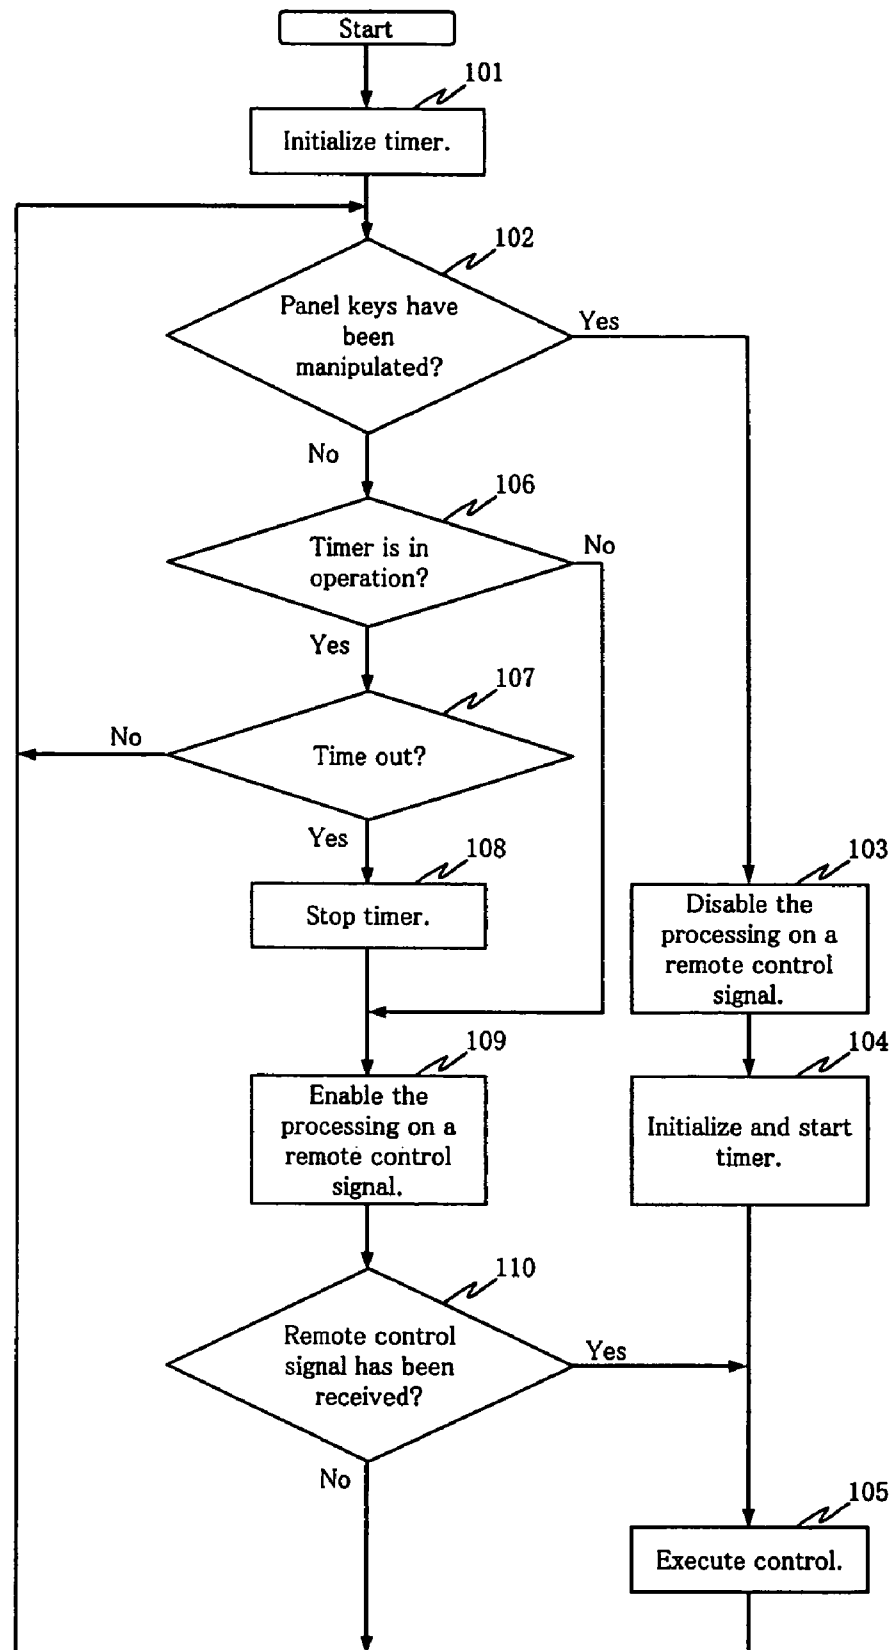 Start
101
Initialize timer.
102
Panel keys have
been
manipulated?
Yes
No
106
Timer is in
operation?
No
Yes
107
Time out?
No
Yes
108
Stop timer.
103
Disable the
processing on a
remote control
signal.
109
Enable the
processing on a
remote control
signal.
104
Initialize and start
timer.
110
Remote control
signal has been
received?
Yes
No
105
Execute control.